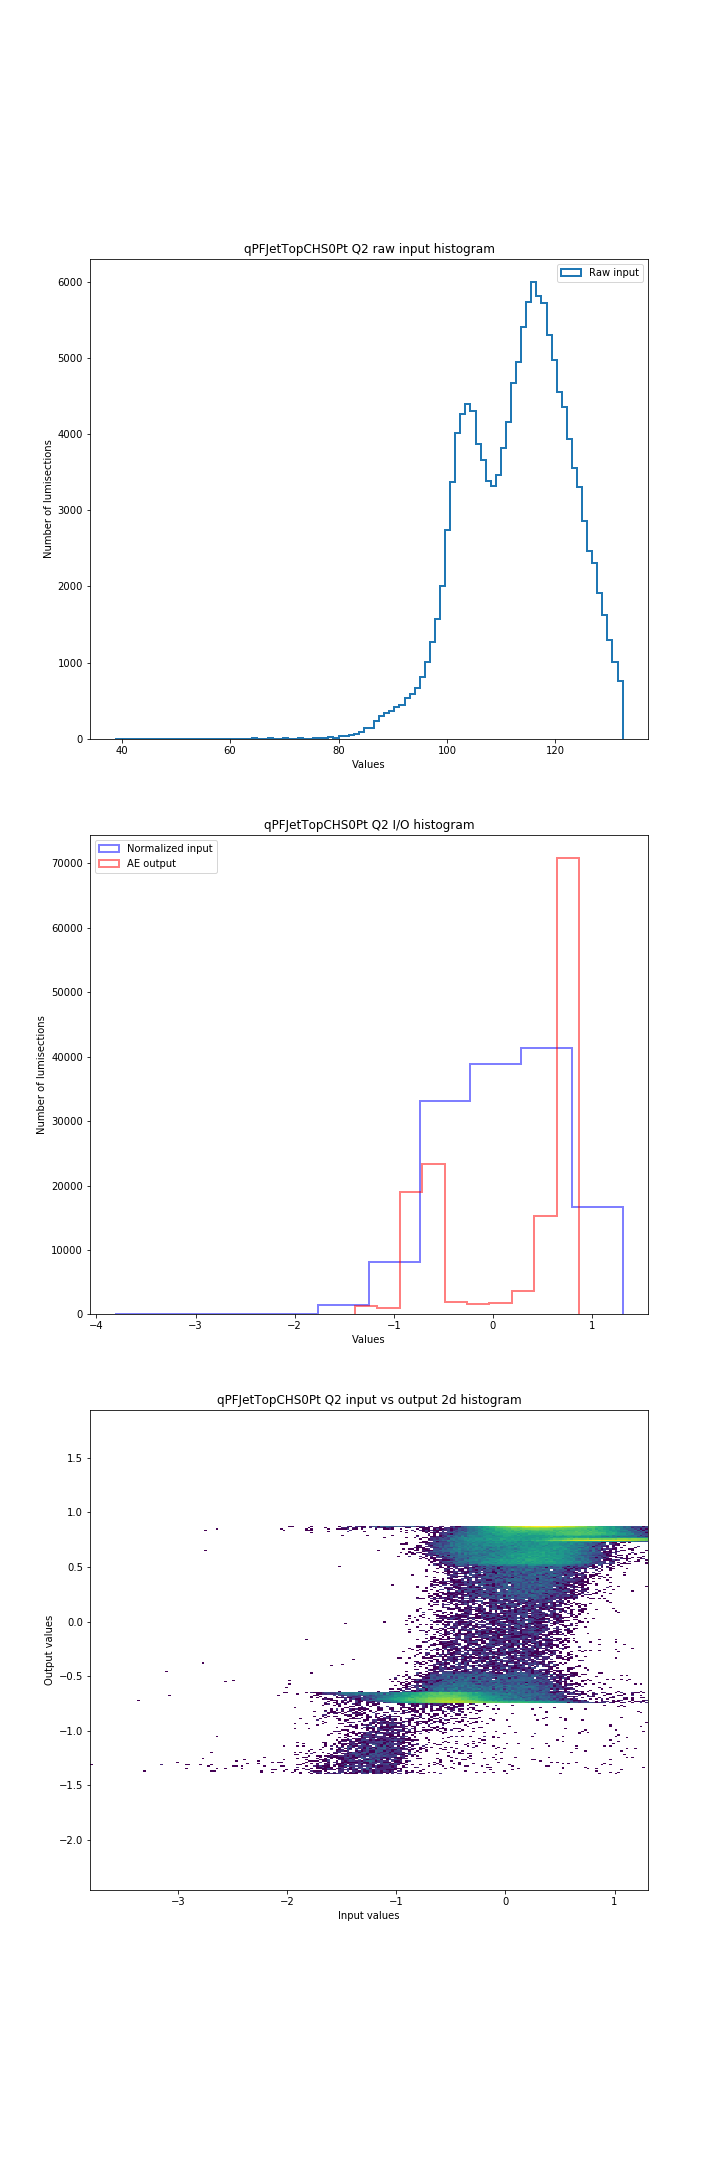 qPFJetTopCHS0Pt Q2 raw input histogram
Raw input
6000
5000
4000
3000
2000
1000
0
Number of lumisections
40 60 80 100 120
Values
qPFJetTopCHS0Pt Q2 I/O histogram
Normalized input
AE output
70000
60000
50000
40000
30000
20000
10000
0
Number of lumisections
−4 −3 −2 −1 0 1
Values
qPFJetTopCHS0Pt Q2 input vs output 2d histogram
1.5
1.0
0.5
0.0
−0.5
−1.0
−1.5
−2.0
Output values
−3 −2 −1 0 1
Input values